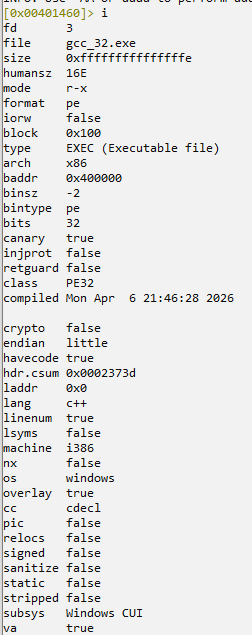 [0x00401460]> i
fd 3
file gcc_32.exe
size 0xfffffffffffffffe
humansz 16E
mode r-x
format pe
iorw false
block 0x100
type EXEC (Executable file)
arch x86
baddr 0x400000
binsz -2
bintype pe
bits 32
canary true
injprot false
retguard false
class PE32
compiled Mon Apr 6 21:46:28 2026
crypto false
endian little
havecode true
hdr.csum 0x0002373d
laddr 0x0
lang c++
linenum true
lsyms false
machine i386
nx false
os windows
overlay true
cc cdecl
pic false
relocs false
signed false
sanitize false
static false
stripped false
subsys Windows CUI
va true